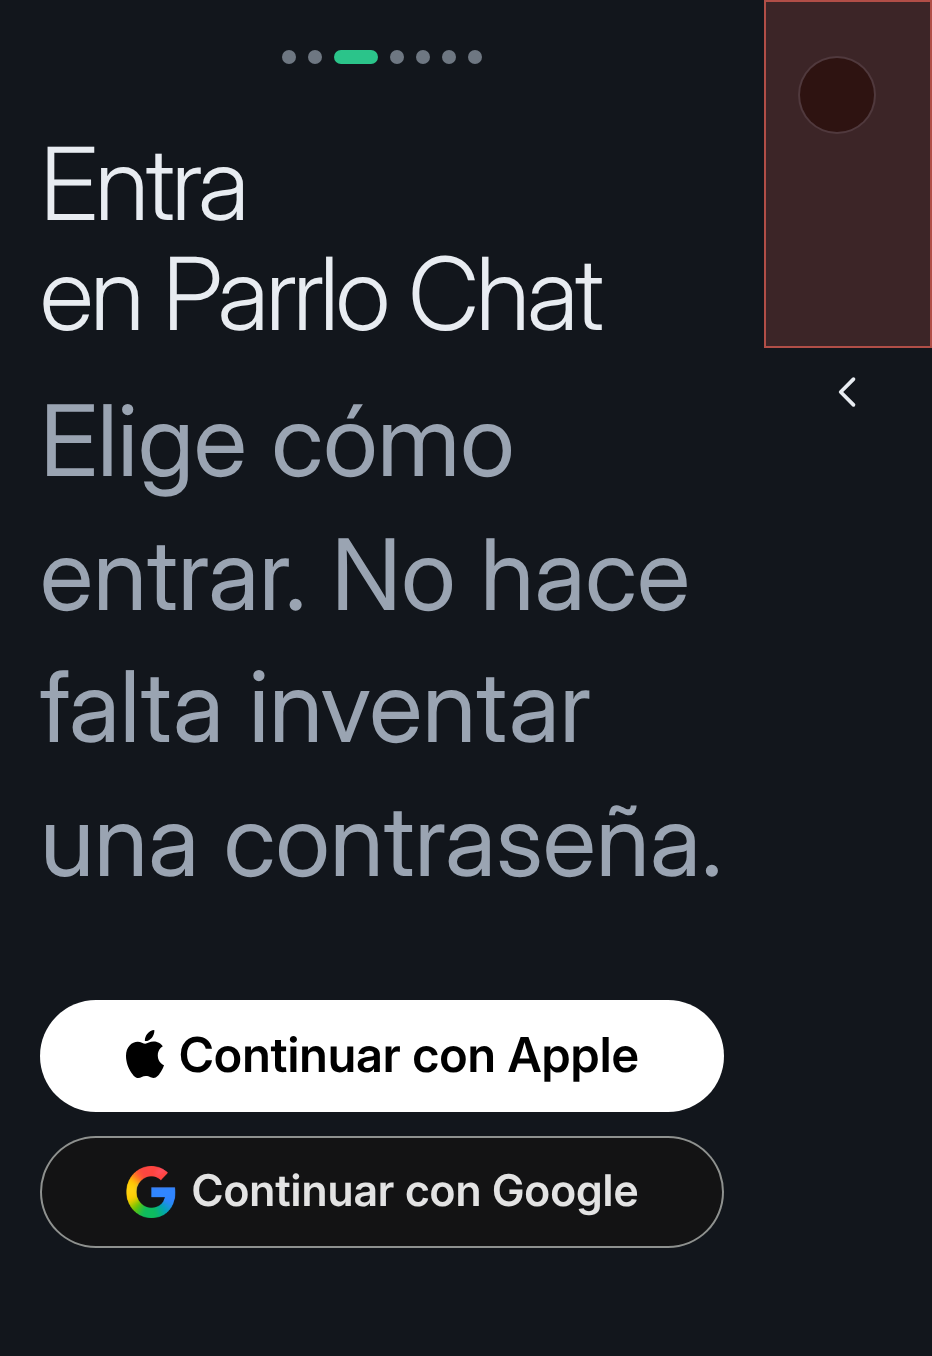 Entra
en Parrlo Chat
Elige cómo
entrar. No hace
falta inventar
una contraseña.
Continuar con Apple
Continuar con Google